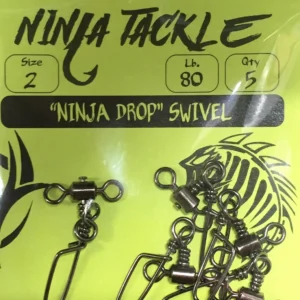 NINJA TACKLE
Size
2
Lb.
80
Qty
5
"NINJA DROP" SWIVEL